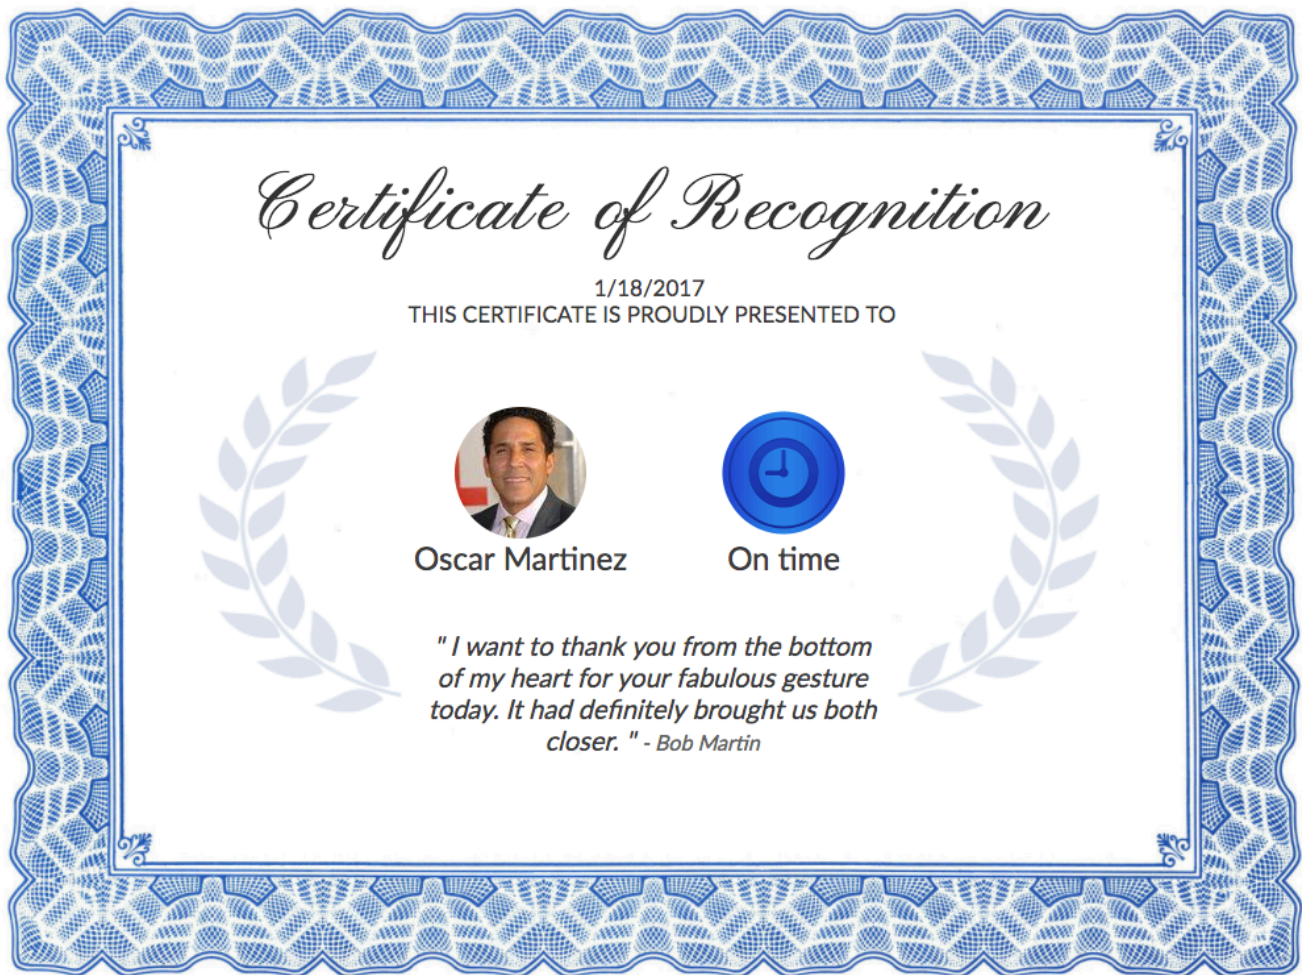 Certificate of Recognition
1/18/2017
THIS CERTIFICATE IS PROUDLY PRESENTED TO
Oscar Martinez
On time
" I want to thank you from the bottom
of my heart for your fabulous gesture
today. It had definitely brought us both
closer. " - Bob Martin